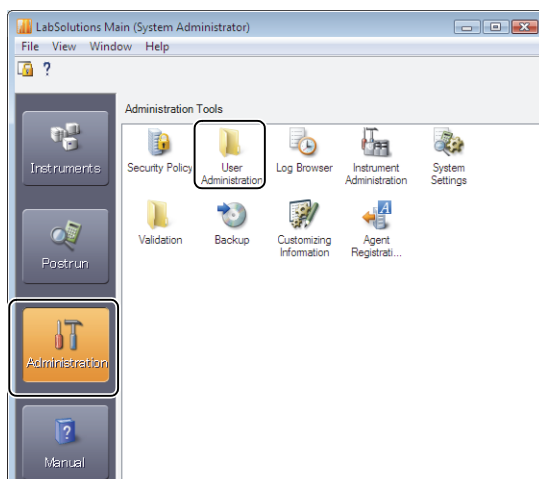 LabSolutions Main (System Administrator)
File View Window Help
?
Administration Tools
Instruments
Security Policy
User
Administration
Log Browser
Instrument
Administration
System
Settings
Validation
Backup
Customizing
Information
Agent
Registrati...
Postrun
Administration
Manual